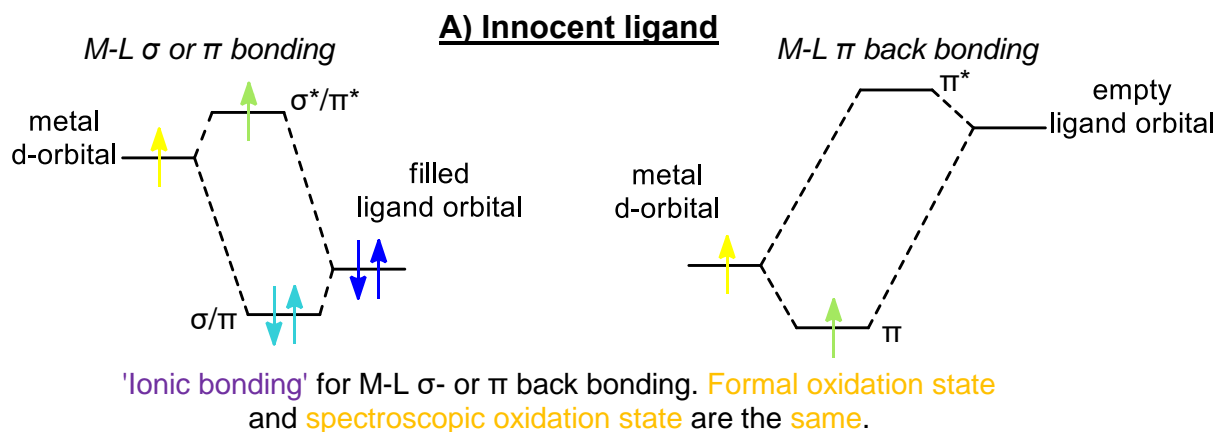 A) Innocent ligand
M-L σ or π bonding
σ*/π*
metal
d-orbital
filled
ligand orbital
σ/π
M-L π back bonding
π*
empty
ligand orbital
metal
d-orbital
π
'Ionic bonding' for M-L σ- or π back bonding. Formal oxidation state
and spectroscopic oxidation state are the same.